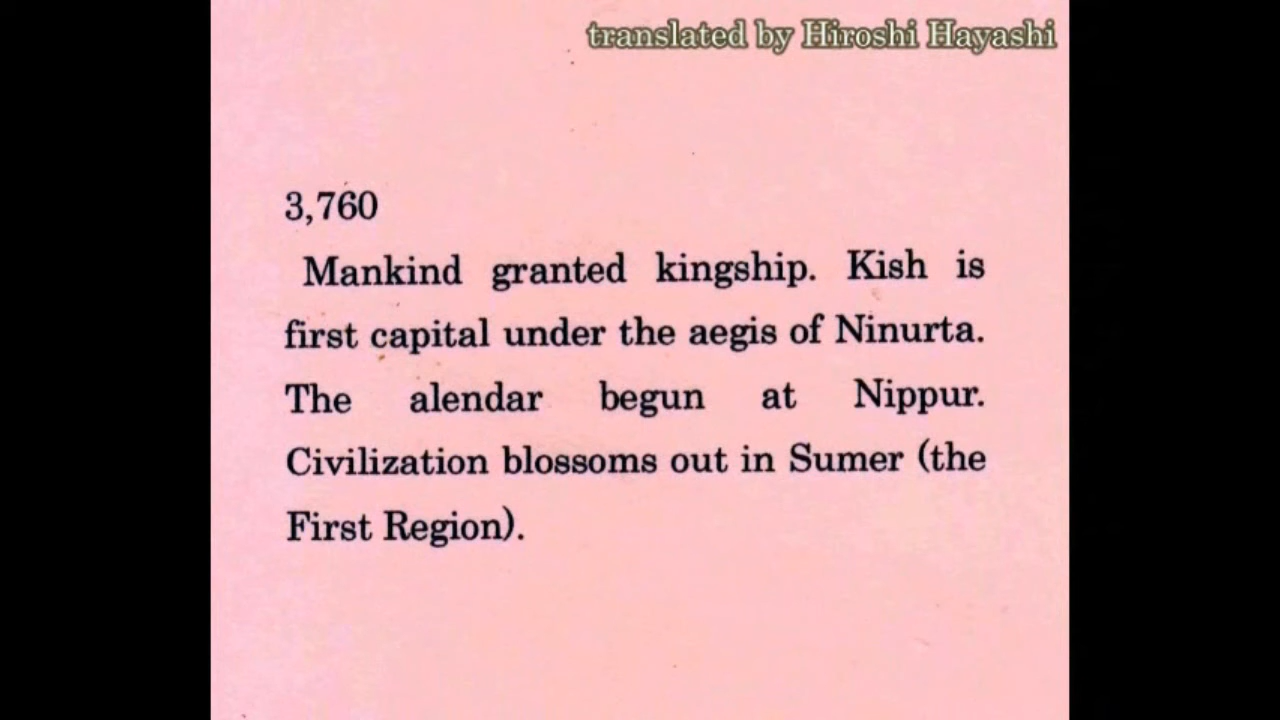 translated by Hiroshi Hayashi
3,760
Mankind granted kingship. Kish is
first capital under the aegis of Ninurta.
The alendar begun at Nippur.
Civilization blossoms out in Sumer (the
First Region).